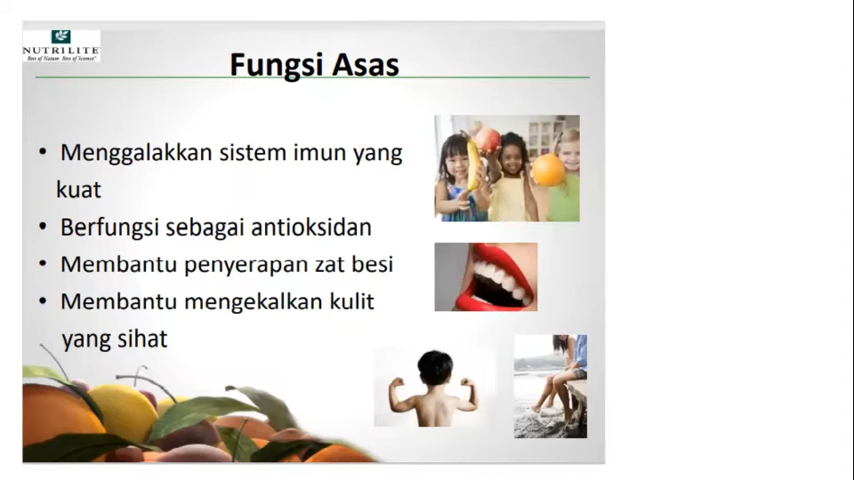 NUTRILITE
Best of Nature Best of Science
Fungsi Asas
• Menggalakkan sistem imun yang
kuat
• Berfungsi sebagai antioksidan
• Membantu penyerapan zat besi
• Membantu mengekalkan kulit
yang sihat